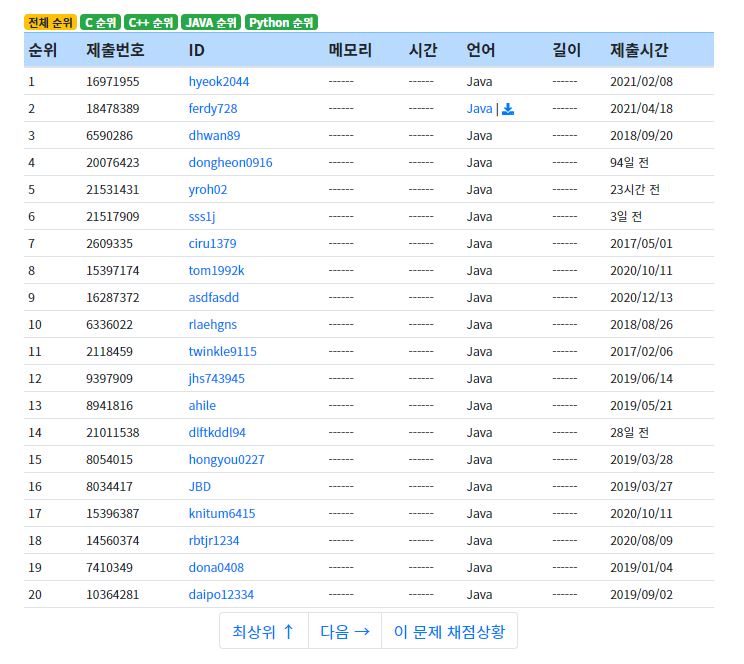 전체 순위 C 순위 C++ 순위 JAVA 순위 Python 순위
순위 제출번호 ID 메모리 시간 언어 길이 제출시간
1 16971955 hyeok2044 ------ ------ Java ------ 2021/02/08
2 18478389 ferdy728 ------ ------ Java | ------ 2021/04/18
3 6590286 dhwan89 ------ ------ Java ------ 2018/09/20
4 20076423 dongheon0916 ------ ------ Java ------ 94일 전
5 21531431 yroh02 ------ ------ Java ------ 23시간 전
6 21517909 sss1j ------ ------ Java ------ 3일 전
7 2609335 ciru1379 ------ ------ Java ------ 2017/05/01
8 15397174 tom1992k ------ ------ Java ------ 2020/10/11
9 16287372 asdfasdd ------ ------ Java ------ 2020/12/13
10 6336022 rlaehgns ------ ------ Java ------ 2018/08/26
11 2118459 twinkle9115 ------ ------ Java ------ 2017/02/06
12 9397909 jhs743945 ------ ------ Java ------ 2019/06/14
13 8941816 ahile ------ ------ Java ------ 2019/05/21
14 21011538 dlftkddl94 ------ ------ Java ------ 28일 전
15 8054015 hongyou0227 ------ ------ Java ------ 2019/03/28
16 8034417 JBD ------ ------ Java ------ 2019/03/27
17 15396387 knitum6415 ------ ------ Java ------ 2020/10/11
18 14560374 rbtjr1234 ------ ------ Java ------ 2020/08/09
19 7410349 dona0408 ------ ------ Java ------ 2019/01/04
20 10364281 daipo12334 ------ ------ Java ------ 2019/09/02
최상위 ↑ 다음 → 이 문제 채점상황